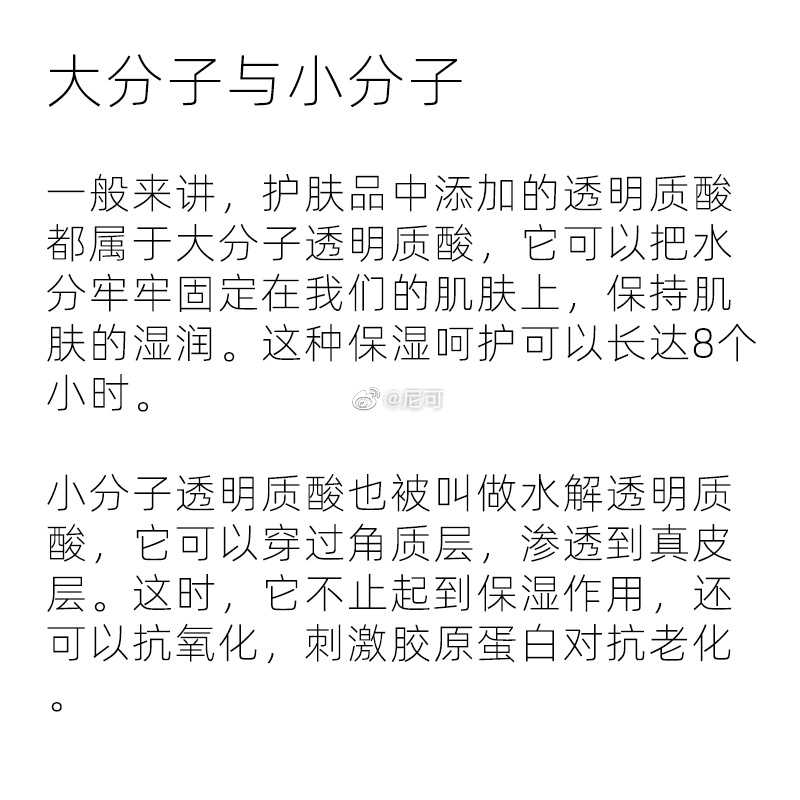 大分子与小分子
一般来讲，护肤品中添加的透明质酸
都属于大分子透明质酸，它可以把水
分牢牢固定在我们的肌肤上，保持肌
肤的湿润。这种保湿呵护可以长达8个
小时。
@尼可
小分子透明质酸也被叫做水解透明质
酸，它可以穿过角质层，渗透到真皮
层。这时，它不止起到保湿作用，还
可以抗氧化，刺激胶原蛋白对抗老化
。